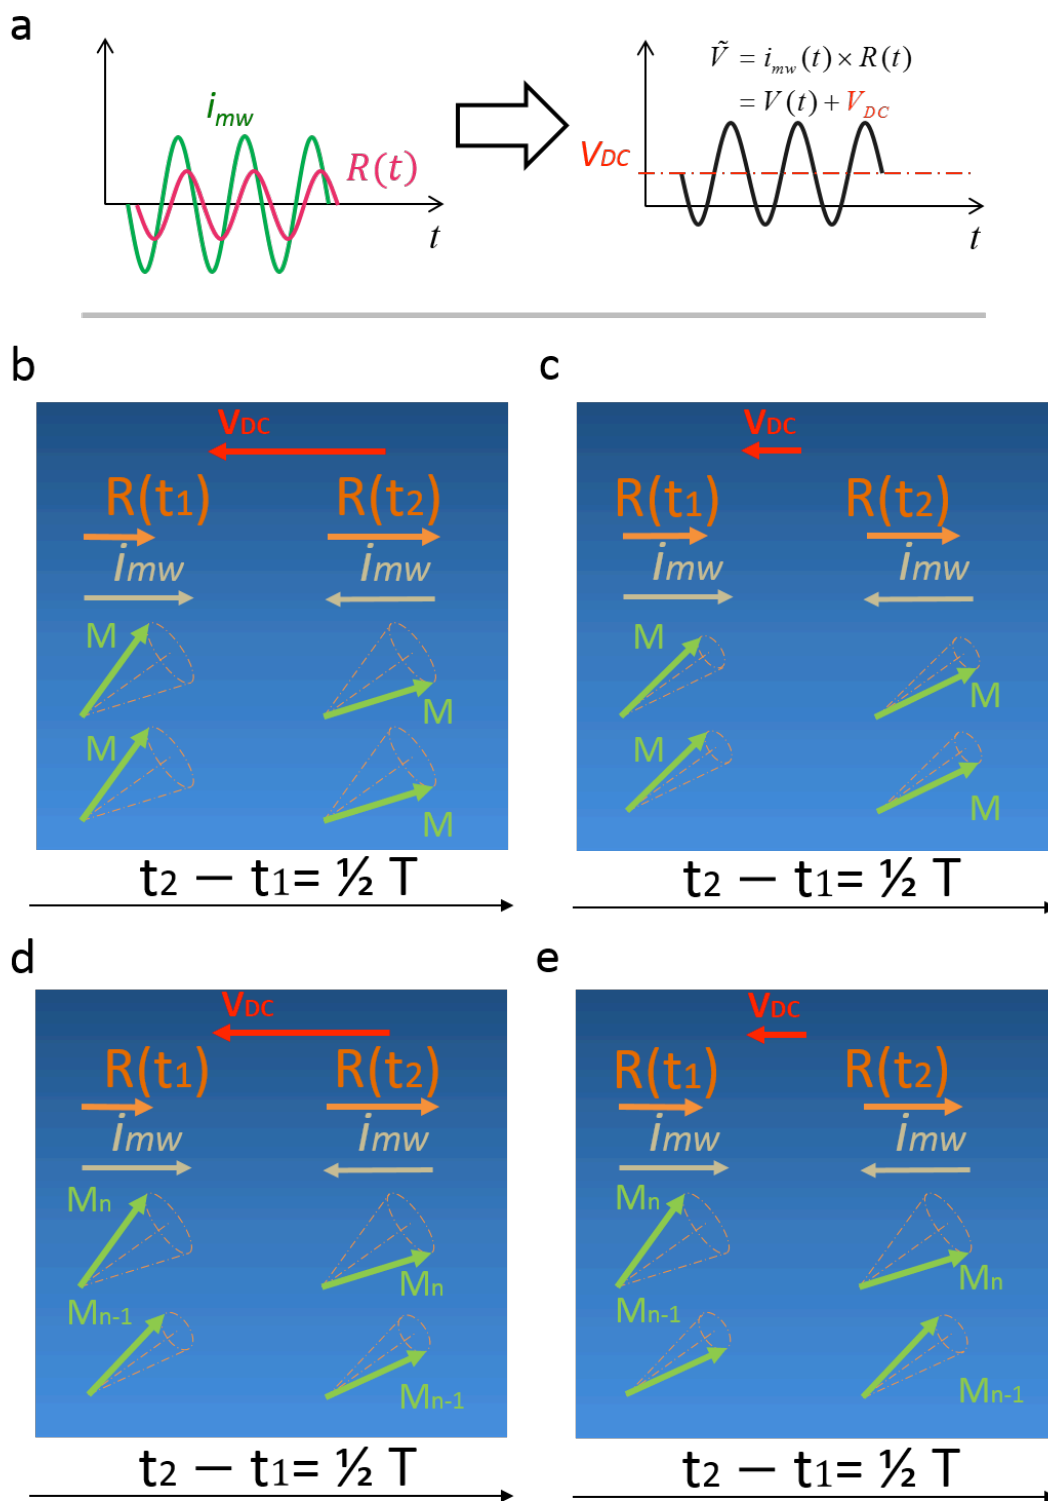 a
i_mw
R(t)
t
Ṽ = i_mw(t) × R(t)
= V(t) + V_DC
V_DC
t
b
V_DC
R(t₁) R(t₂)
i_mw i_mw
M
M
M
M
t₂ − t₁= ½ T
c
V_DC
R(t₁) R(t₂)
i_mw i_mw
M
M
M
M
t₂ − t₁= ½ T
d
V_DC
R(t₁) R(t₂)
i_mw i_mw
Mₙ
Mₙ
Mₙ₋₁
Mₙ₋₁
t₂ − t₁= ½ T
e
V_DC
R(t₁) R(t₂)
i_mw i_mw
Mₙ
Mₙ
Mₙ₋₁
Mₙ₋₁
t₂ − t₁= ½ T